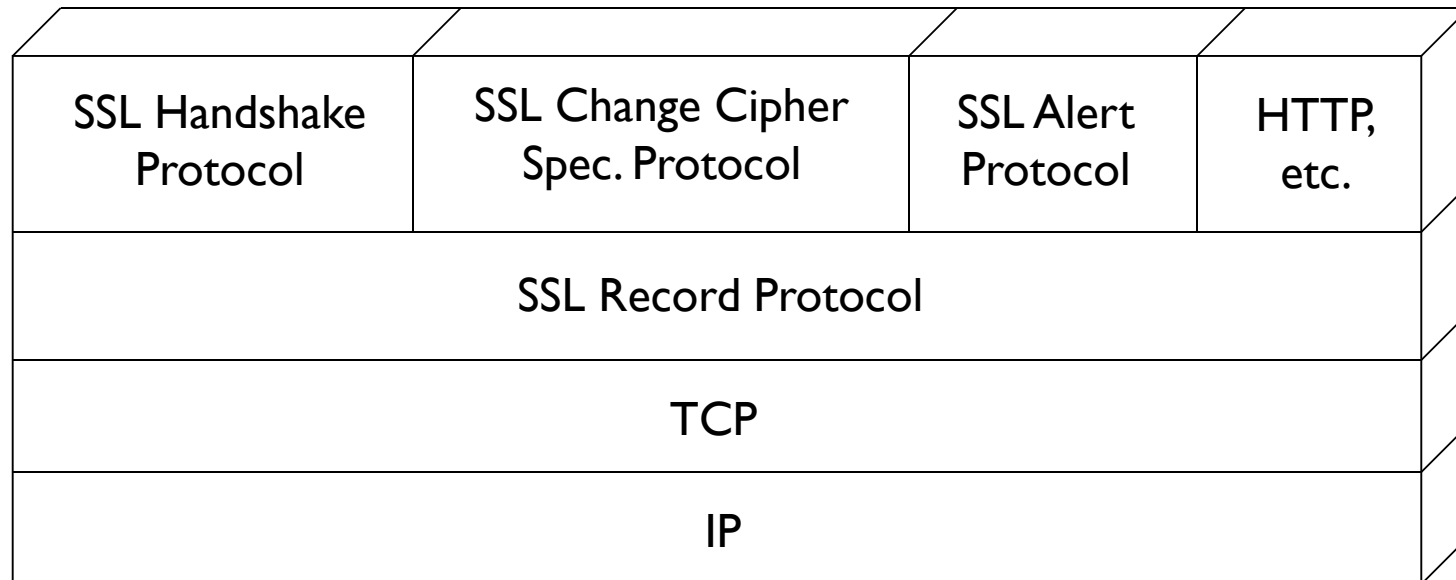 SSL Handshake
Protocol
SSL Change Cipher
Spec. Protocol
SSL Alert
Protocol
HTTP,
etc.
SSL Record Protocol
TCP
IP